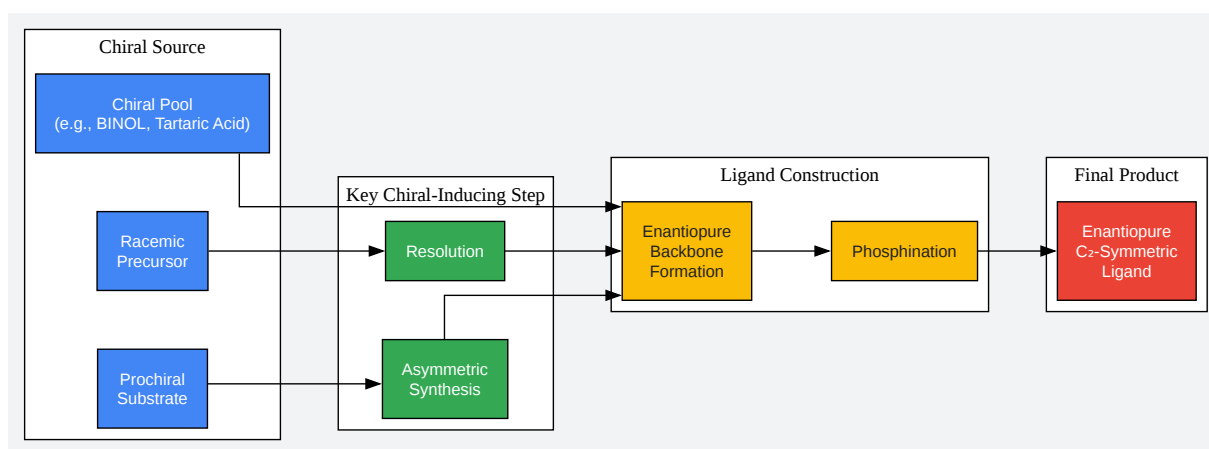 Chiral Source
Chiral Pool
(e.g., BINOL, Tartaric Acid)
Racemic
Precursor
Prochiral
Substrate
Key Chiral-Inducing Step
Resolution
Asymmetric
Synthesis
Ligand Construction
Enantiopure
Backbone
Formation
Phosphination
Final Product
Enantiopure
C₂-Symmetric
Ligand